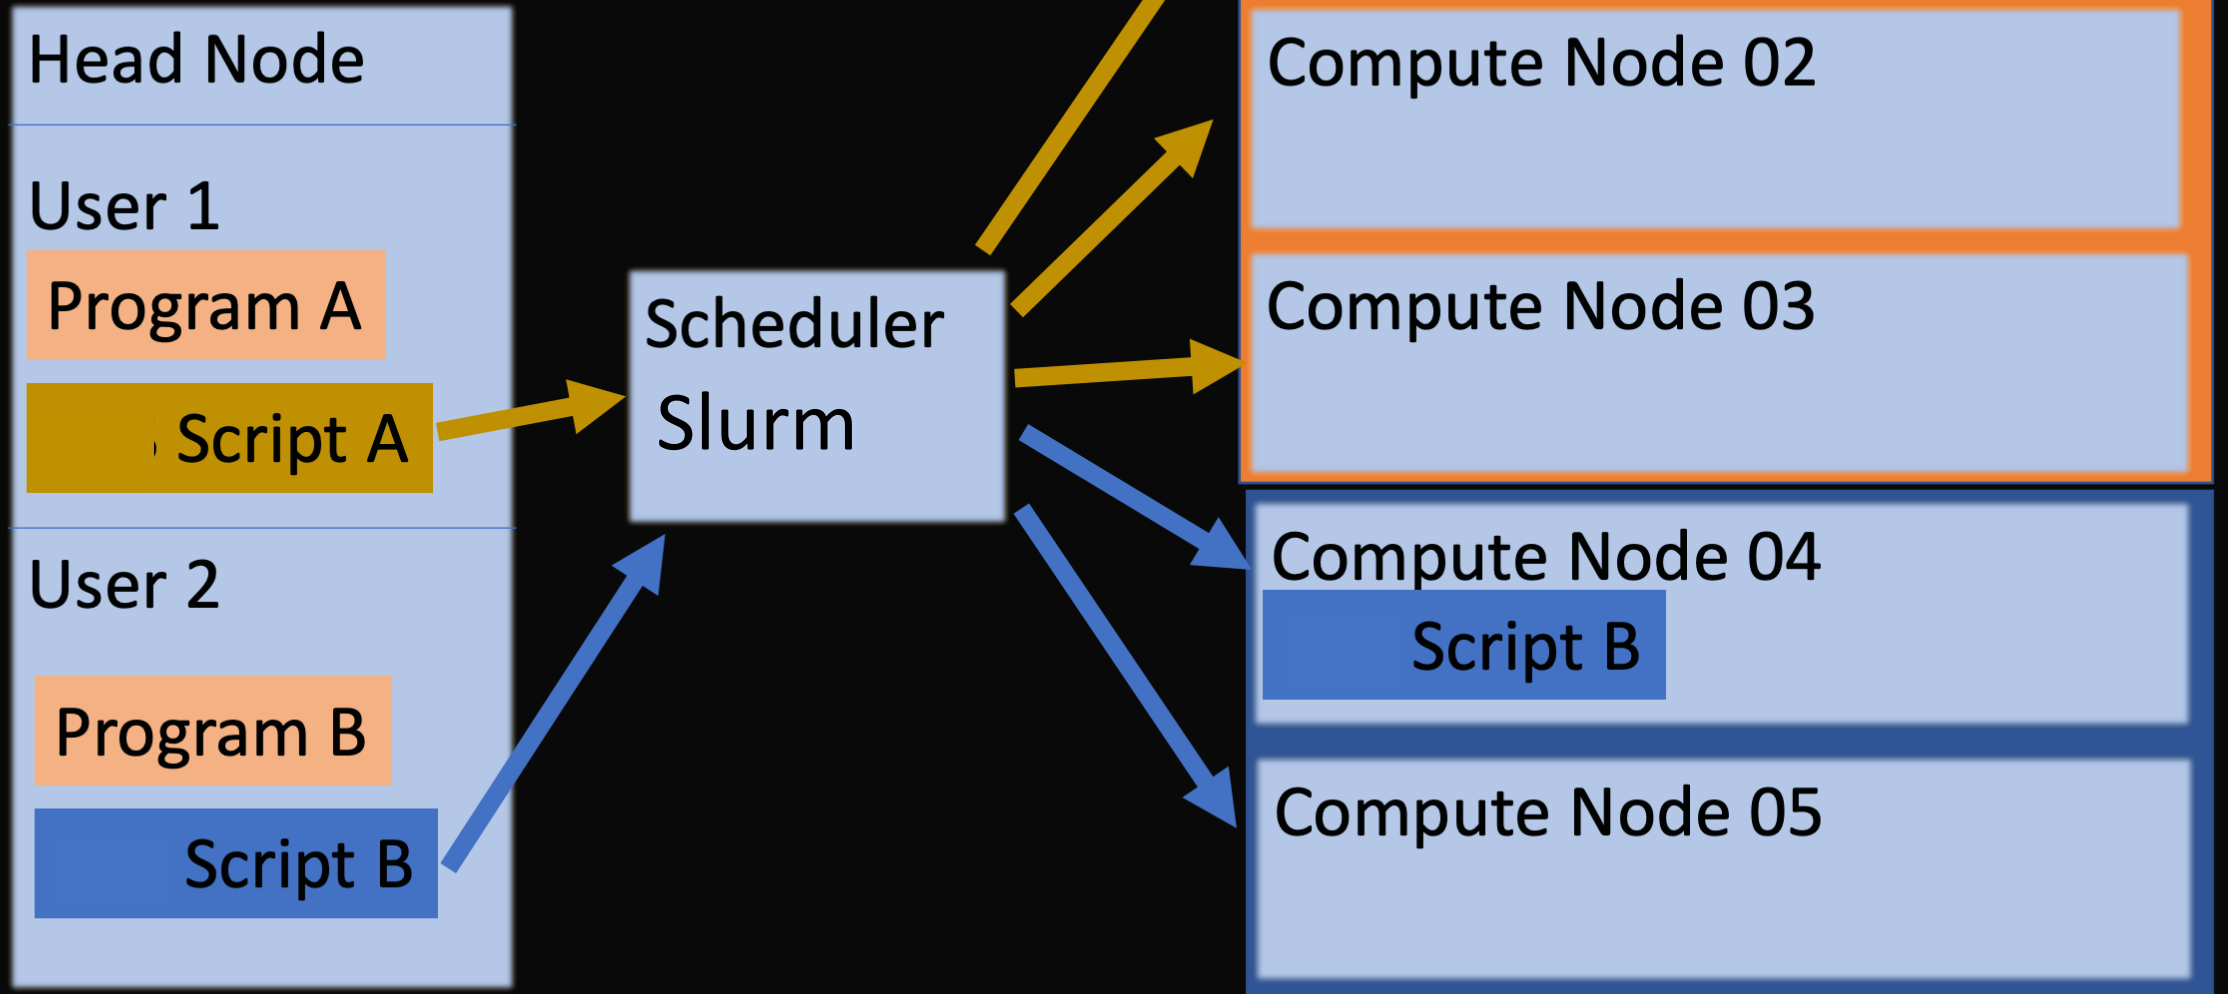 Head Node
User 1
Program A
Script A
User 2
Program B
Script B
Scheduler
Slurm
Compute Node 02
Compute Node 03
Compute Node 04
Script B
Compute Node 05